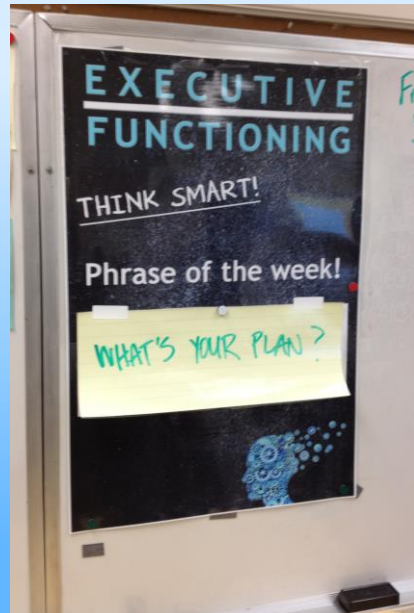 EXECUTIVE
FUNCTIONING
THINK SMART!
Phrase of the week!
WHAT'S YOUR PLAN?